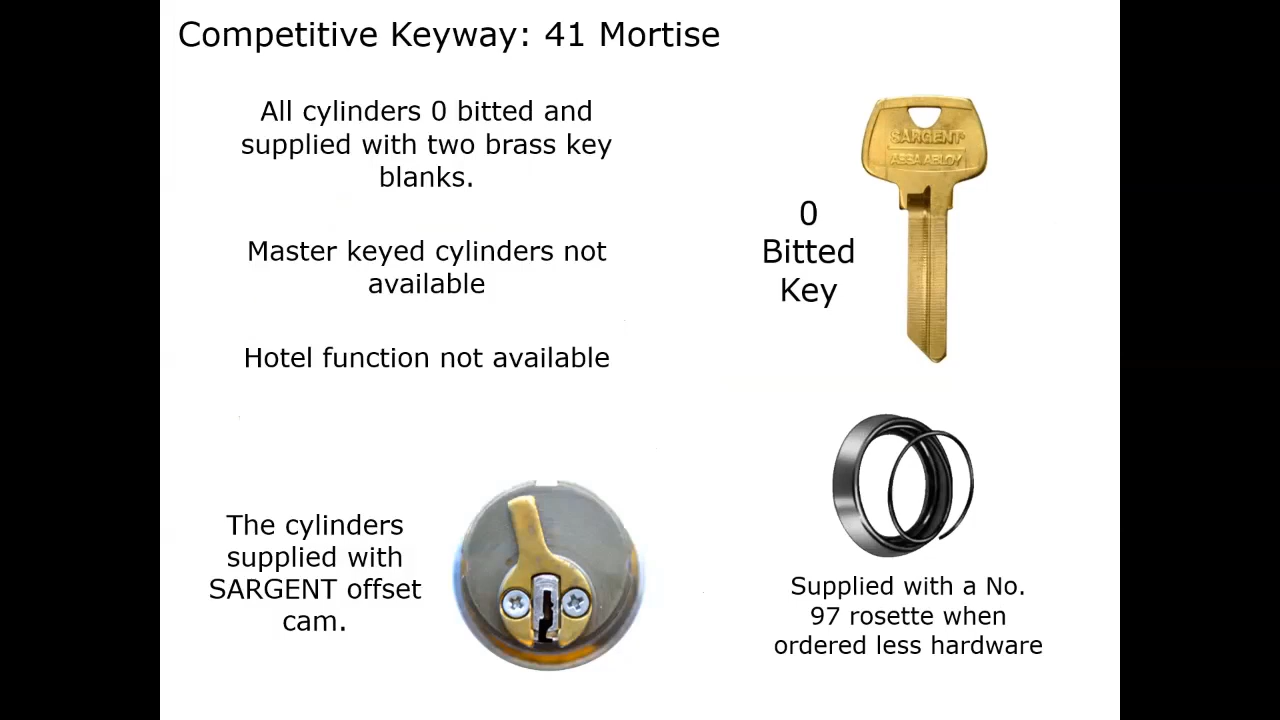 Competitive Keyway: 41 Mortise
All cylinders 0 bitted and
supplied with two brass key
blanks.
Master keyed cylinders not
available
Hotel function not available
SARGENT
ASSA ABLOY
0
Bitted
Key
The cylinders
supplied with
SARGENT offset
cam.
Supplied with a No.
97 rosette when
ordered less hardware